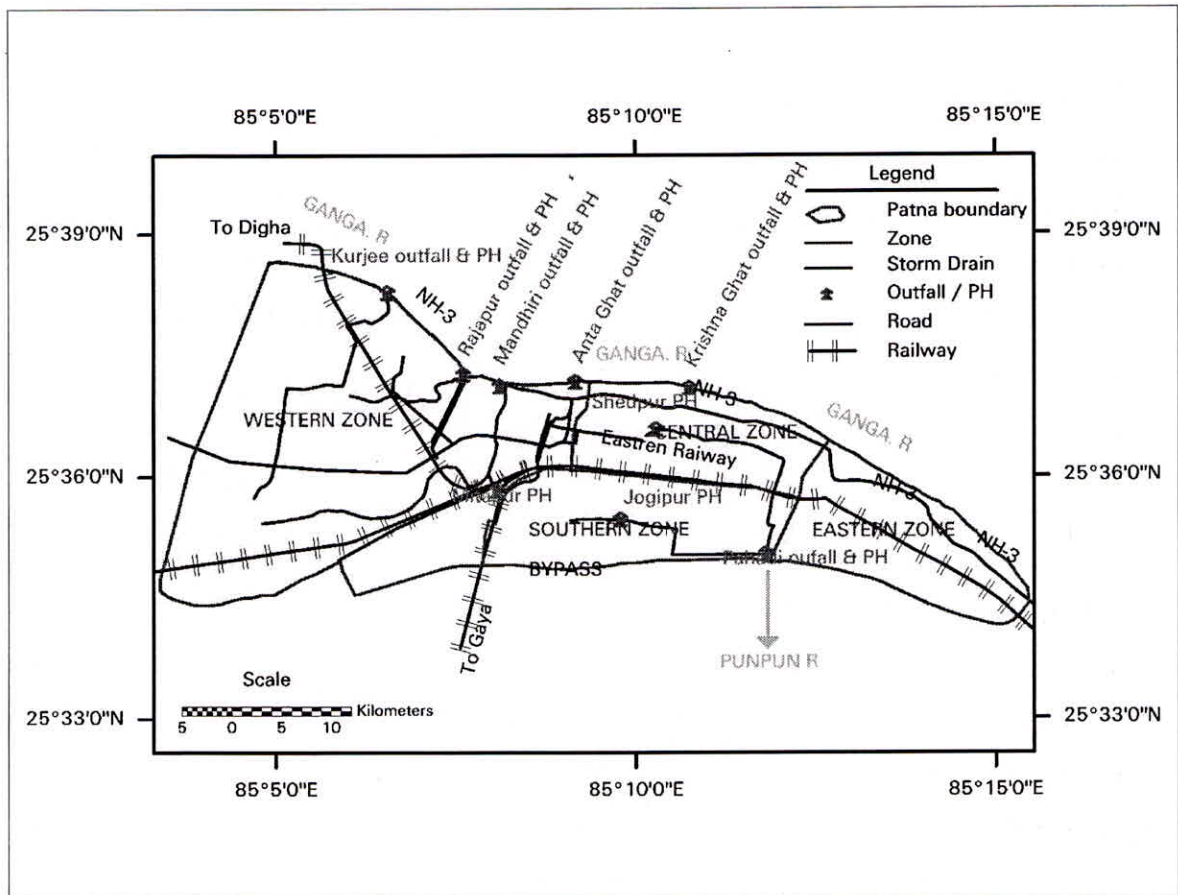 85°5'0"E
85°10'0"E
85°15'0"E
25°39'0"N
25°39'0"N
25°36'0"N
25°36'0"N
25°33'0"N
25°33'0"N
85°5'0"E
85°10'0"E
85°15'0"E
Legend
Patna boundary
Zone
Storm Drain
Outfall / PH
Road
Railway
GANGA. R
To Digha
Kurjee outfall & PH
NH-3
Rajapur outfall & PH
Mandhiri outfall & PH
Anta Ghat outfall & PH
Krishna Ghat outfall & PH
GANGA. R
NH-3
Shedpur PH
GANGA. R
WESTERN ZONE
CENTRAL ZONE
Eastren Raiway
NH-3
PH
Jogipur PH
SOUTHERN ZONE
EASTERN ZONE
NH-3
BYPASS
oufall & PH
To Gaya
PUNPUN R
Scale
Kilometers
5 0 5 10